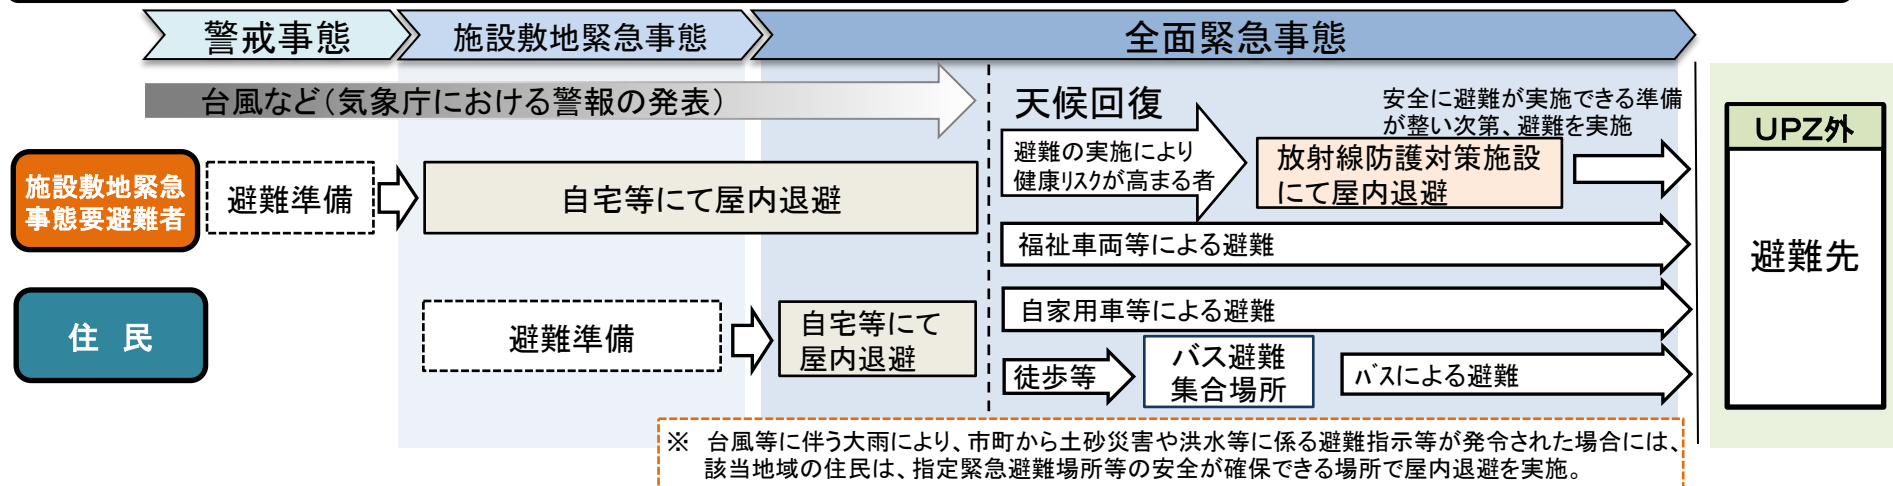 警戒事態
施設敷地緊急事態
全面緊急事態
台風など（気象庁における警報の発表）
天候回復
安全に避難が実施できる準備
が整い次第、避難を実施
UPZ外
避難先
施設敷地緊急
事態要避難者
避難準備
自宅等にて屋内退避
避難の実施により
健康ﾘｽｸが高まる者
放射線防護対策施設
にて屋内退避
福祉車両等による避難
住　民
避難準備
自宅等にて
屋内退避
自家用車等による避難
徒歩等
バス避難
集合場所
ﾊﾞｽによる避難
※　台風等に伴う大雨により、市町から土砂災害や洪水等に係る避難指示等が発令された場合には、
該当地域の住民は、指定緊急避難場所等の安全が確保できる場所で屋内退避を実施。